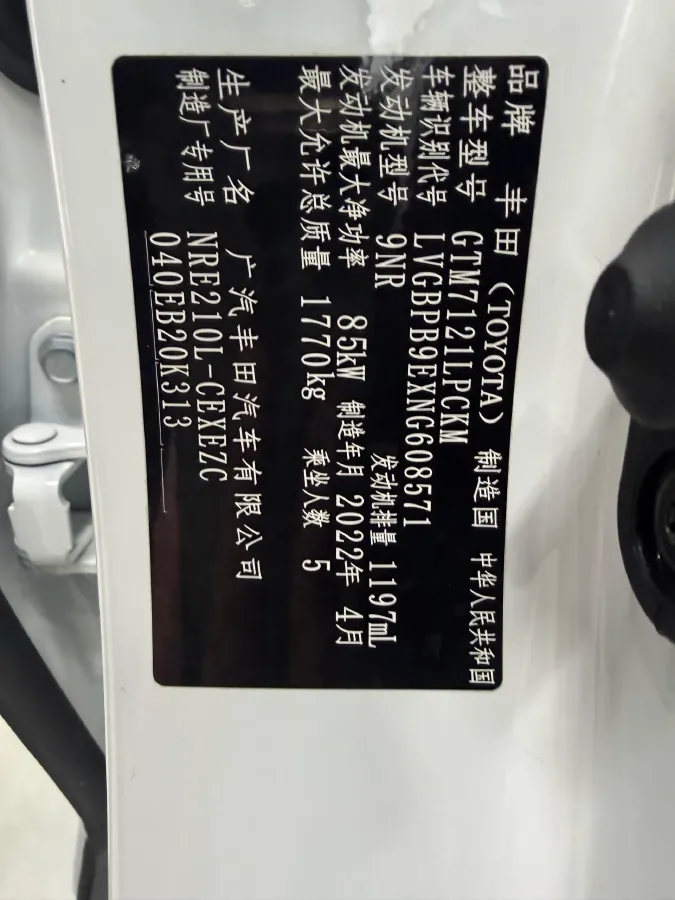 品牌 丰田（TOYOTA） 制造国 中华人民共和国
整车型号 GTM7121LPCKM
车辆识别代号 LVGBPB9EXNG608571
发动机型号 9NR 发动机排量 1197mL
发动机最大净功率 85kW 制造年月 2022年 4月
最大允许总质量 1770kg 乘坐人数 5
生产厂名 广汽丰田汽车有限公司
制造厂专用号 NRE210L-CEXEZC
040EB20K313